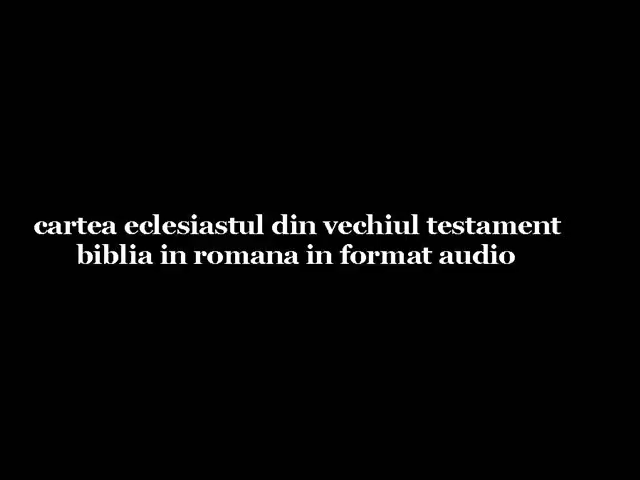 cartea eclesiastul din vechiul testament
biblia in romana in format audio